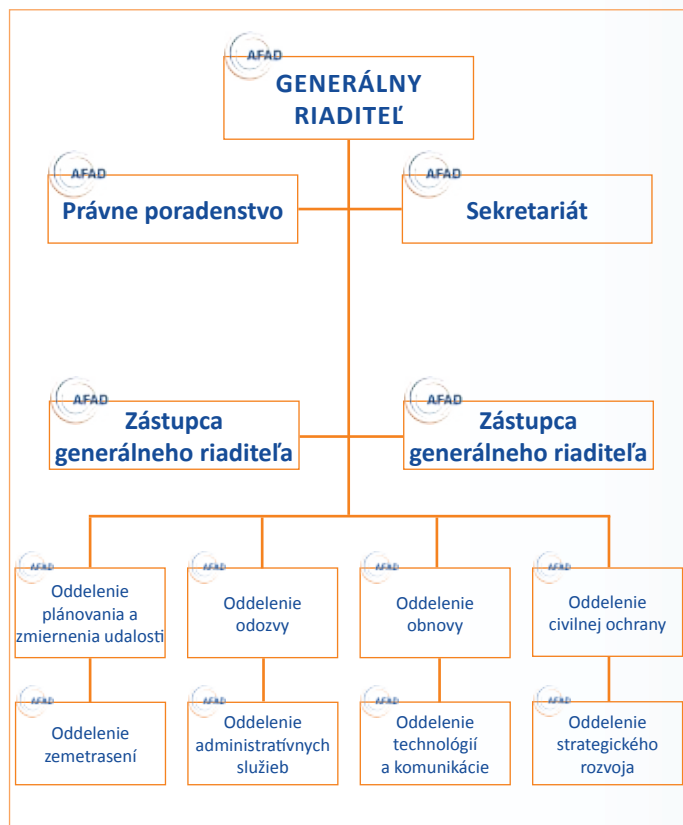 AFAD
GENERÁLNY
RIADITEĽ
AFAD
Právne poradenstvo
AFAD
Sekretariát
AFAD
Zástupca
generálneho riaditeľa
AFAD
Zástupca
generálneho riaditeľa
AFAD
Oddelenie
plánovania a
zmiernenia udalosti
AFAD
Oddelenie
odozvy
AFAD
Oddelenie
obnovy
AFAD
Oddelenie
civilnej ochrany
AFAD
Oddelenie
zemetrasení
AFAD
Oddelenie
administratívnych
služieb
AFAD
Oddelenie
technológií
a komunikácie
AFAD
Oddelenie
strategického
rozvoja